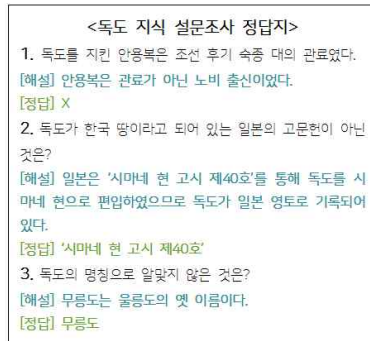 <독도 지식 설문조사 정답지>
1. 독도를 지킨 안용복은 조선 후기 숙종 대의 관료였다.
[해설] 안용복은 관료가 아닌 노비 출신이었다.
[정답] X
2. 독도가 한국 땅이라고 되어 있는 일본의 고문헌이 아닌
것은?
[해설] 일본은 '시마네 현 고시 제40호'를 통해 독도를 시
마네 현으로 편입하였으므로 독도가 일본 영토로 기록되어
있다.
[정답] '시마네 현 고시 제40호'
3. 독도의 명칭으로 알맞지 않은 것은?
[해설] 무릉도는 울릉도의 옛 이름이다.
[정답] 무릉도